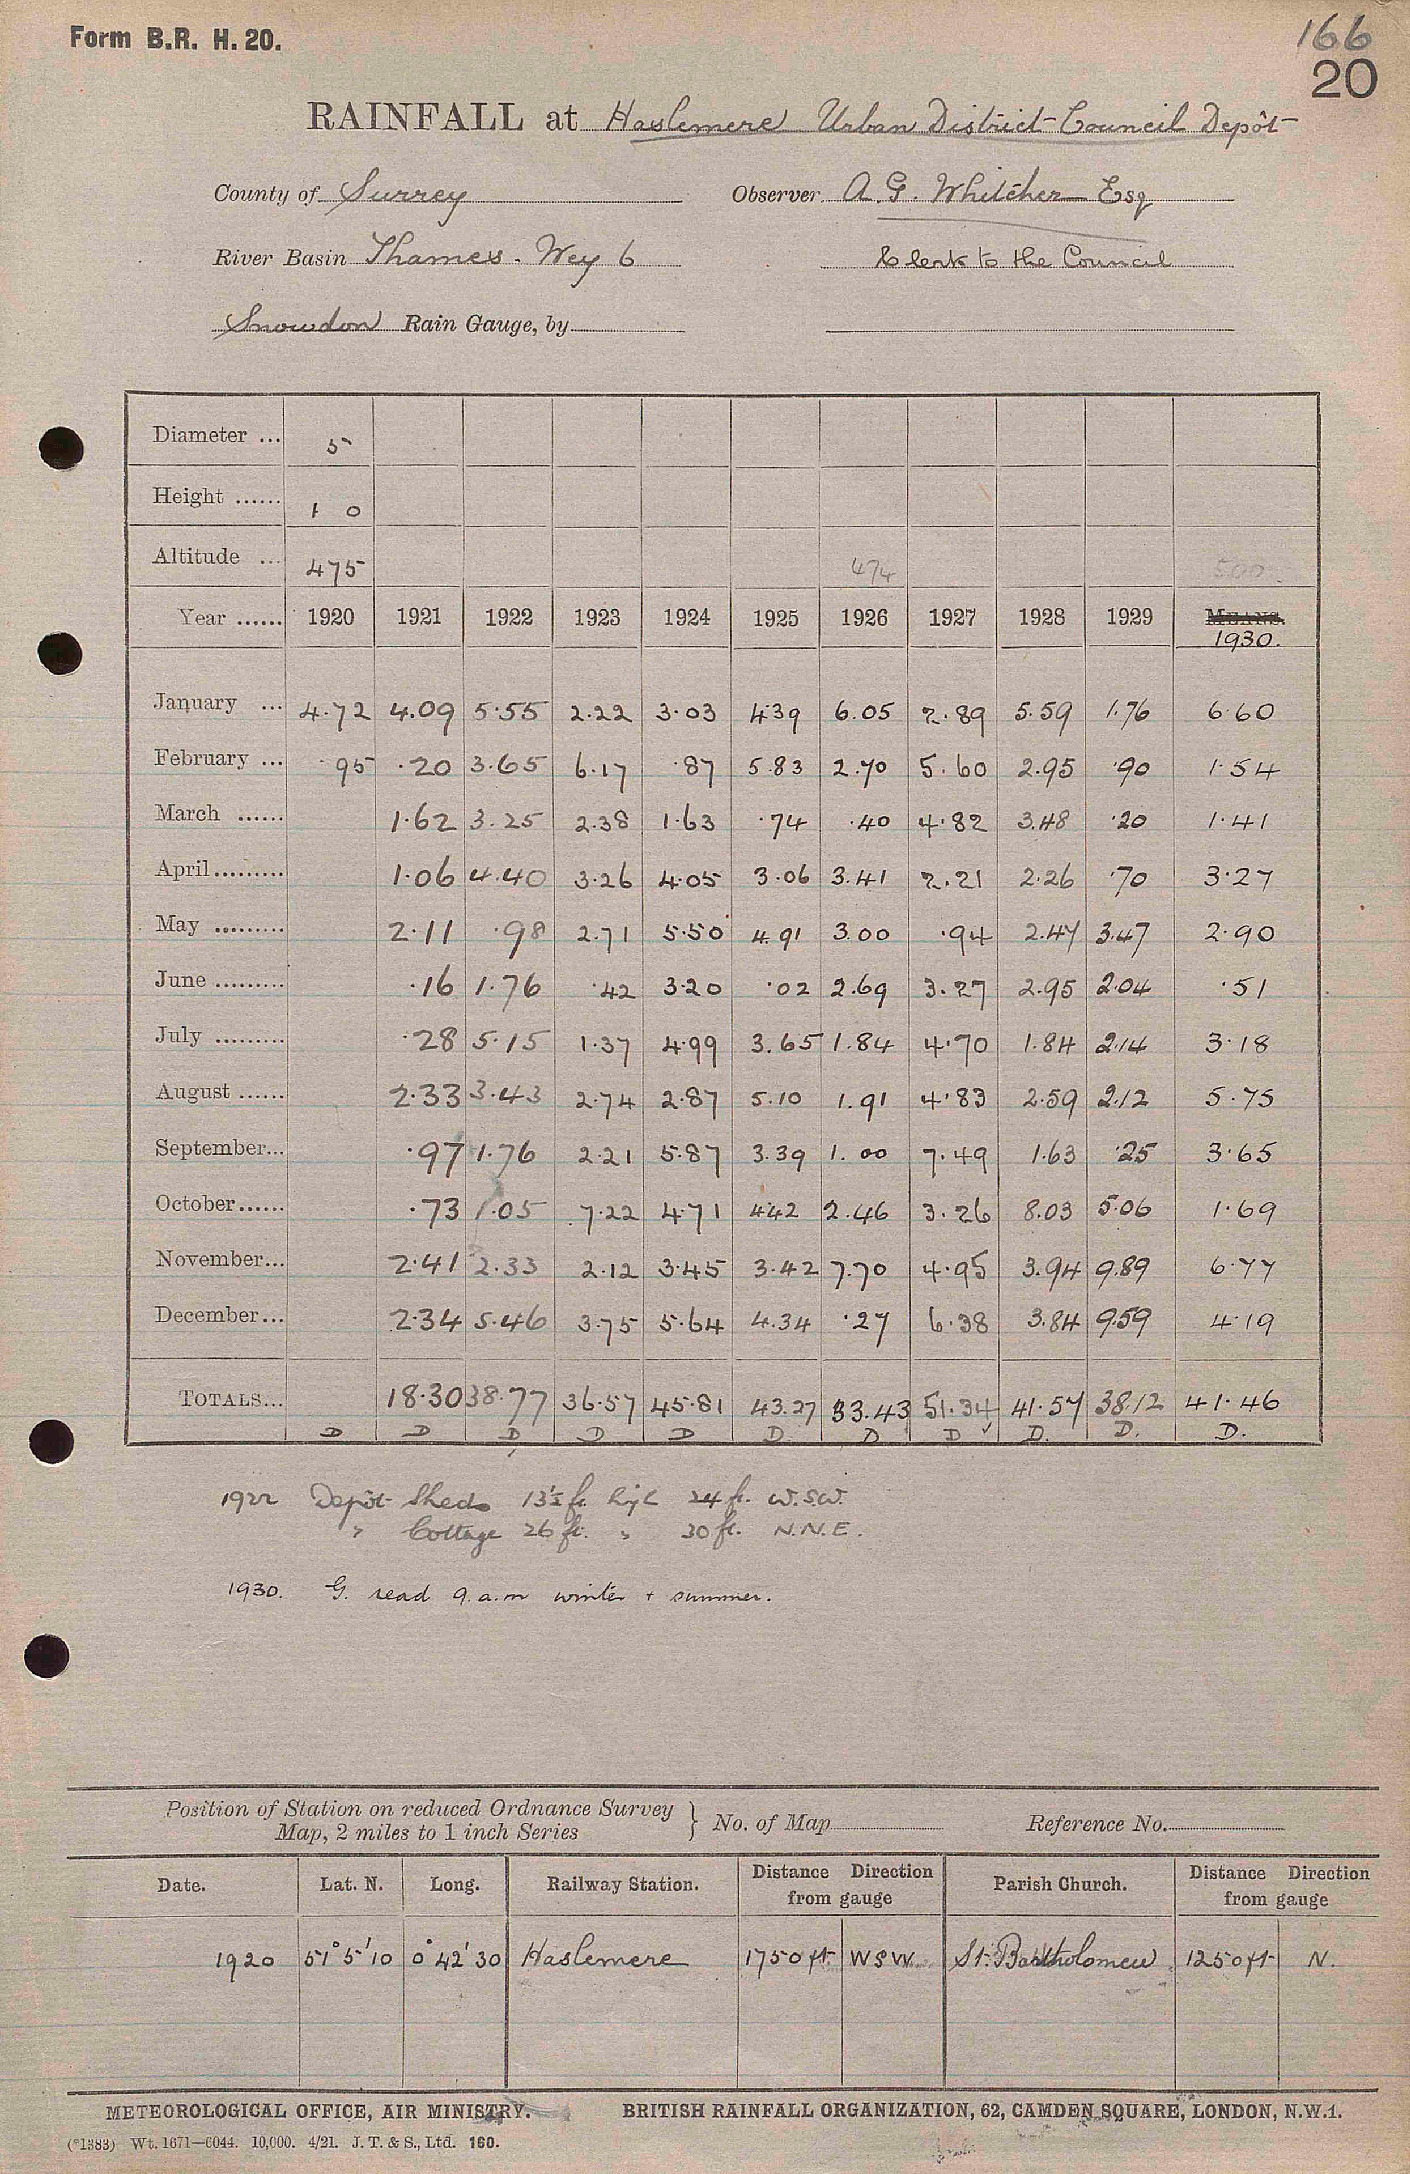 Form B.R. H. 20.
166
20
RAINFALL at Haslemere Urban District Council Depôt
County of Surrey Observer A. G. Whitcher Esq
River Basin Thames. Wey 6 Clerk to the Council
Snowdon Rain Gauge, by
Diameter ... 5
Height ...... 1 0
Altitude ... 475 474 500
Year ...... 1920 1921 1922 1923 1924 1925 1926 1927 1928 1929 MEANS.
1930.
January ... 4.72 4.09 5.55 2.22 3.03 4.39 6.05 2.89 5.59 1.76 6.60
February ... .95 .20 3.65 6.17 .87 5.83 2.70 5.60 2.95 .90 1.54
March ...... 1.62 3.25 2.38 1.63 .74 .40 4.82 3.48 .20 1.41
April......... 1.06 4.40 3.26 4.05 3.06 3.41 2.21 2.26 .70 3.27
May ......... 2.11 .98 2.71 5.50 4.91 3.00 .94 2.47 3.47 2.90
June ......... .16 1.76 .42 3.20 .02 2.69 3.27 2.95 2.04 .51
July ......... .28 5.15 1.37 4.99 3.65 1.84 4.70 1.84 2.14 3.18
August ...... 2.33 3.43 2.74 2.87 5.10 1.91 4.83 2.59 2.12 5.75
September... .97 1.76 2.21 5.87 3.39 1.00 7.49 1.63 .25 3.65
October...... .73 1.05 7.22 4.71 4.42 2.46 3.26 8.03 5.06 1.69
November... 2.41 2.33 2.12 3.45 3.42 7.70 4.95 3.94 9.89 6.77
December... 2.34 5.46 3.75 5.64 4.34 .27 6.38 3.84 9.59 4.19
TOTALS... 18.30 38.77 36.57 45.81 43.27 33.43 51.34 41.57 38.12 41.46
D D D D D D. D D ✓ D. D. D.
1922 Depôt Sheds 13½ ft. high 24 ft. W.S.W.
" Cottage 26 ft. " 30 ft. N.N.E.
1930. G. read 9 a.m winter + summer.
Position of Station on reduced Ordnance Survey
Map, 2 miles to 1 inch Series } No. of Map Reference No.
Date. Lat. N. Long. Railway Station. Distance Direction from gauge Parish Church. Distance Direction from gauge
1920 51° 5' 10 0° 42' 30 Haslemere 1750 ft. WSW. St. Bartholomew 1250 ft N.
METEOROLOGICAL OFFICE, AIR MINISTRY. BRITISH RAINFALL ORGANIZATION, 62, CAMDEN SQUARE, LONDON, N.W.1.
(*1383) Wt. 1671—6044. 10,000. 4/21. J. T. & S., Ltd. 160.